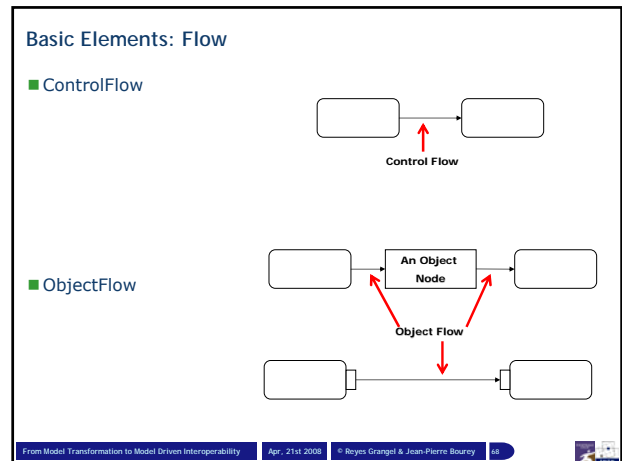 Basic Elements: Flow
ControlFlow
Control Flow
An Object
Node
ObjectFlow
Object Flow
From Model Transformation to Model Driven Interoperability
Apr, 21st 2008
© Reyes Grangel & Jean-Pierre Bourey
68